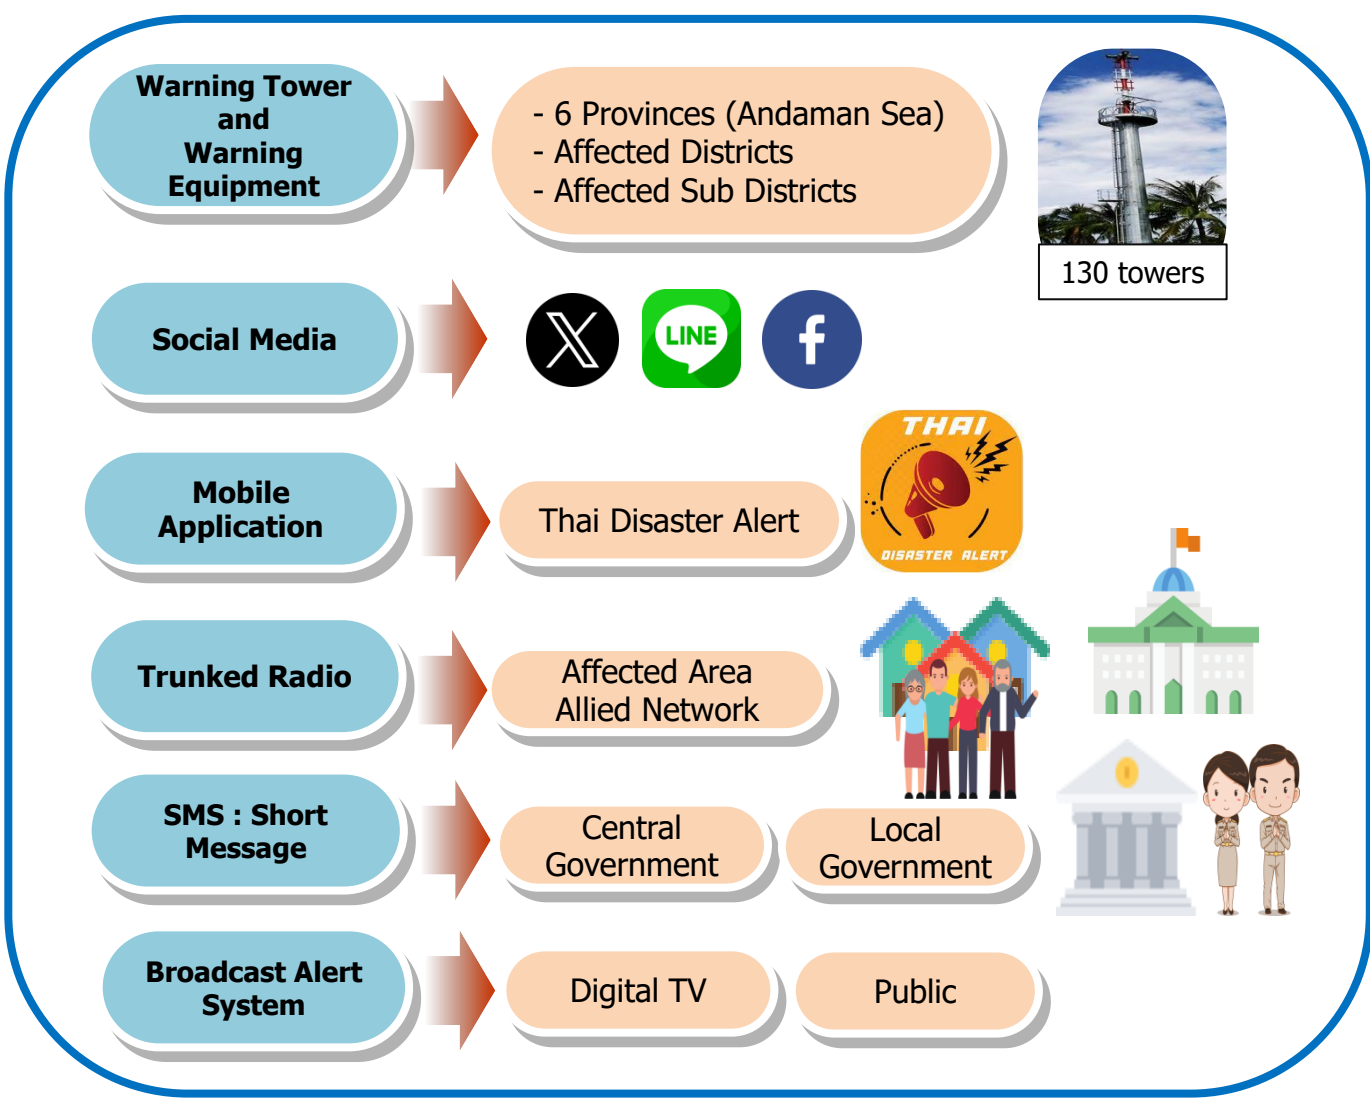 Warning Tower
and
Warning
Equipment
- 6 Provinces (Andaman Sea)
- Affected Districts
- Affected Sub Districts
130 towers
Social Media
X
LINE
f
Mobile
Application
Thai Disaster Alert
THAI
DISASTER ALERT
Trunked Radio
Affected Area
Allied Network
SMS : Short
Message
Central
Government
Local
Government
Broadcast Alert
System
Digital TV
Public